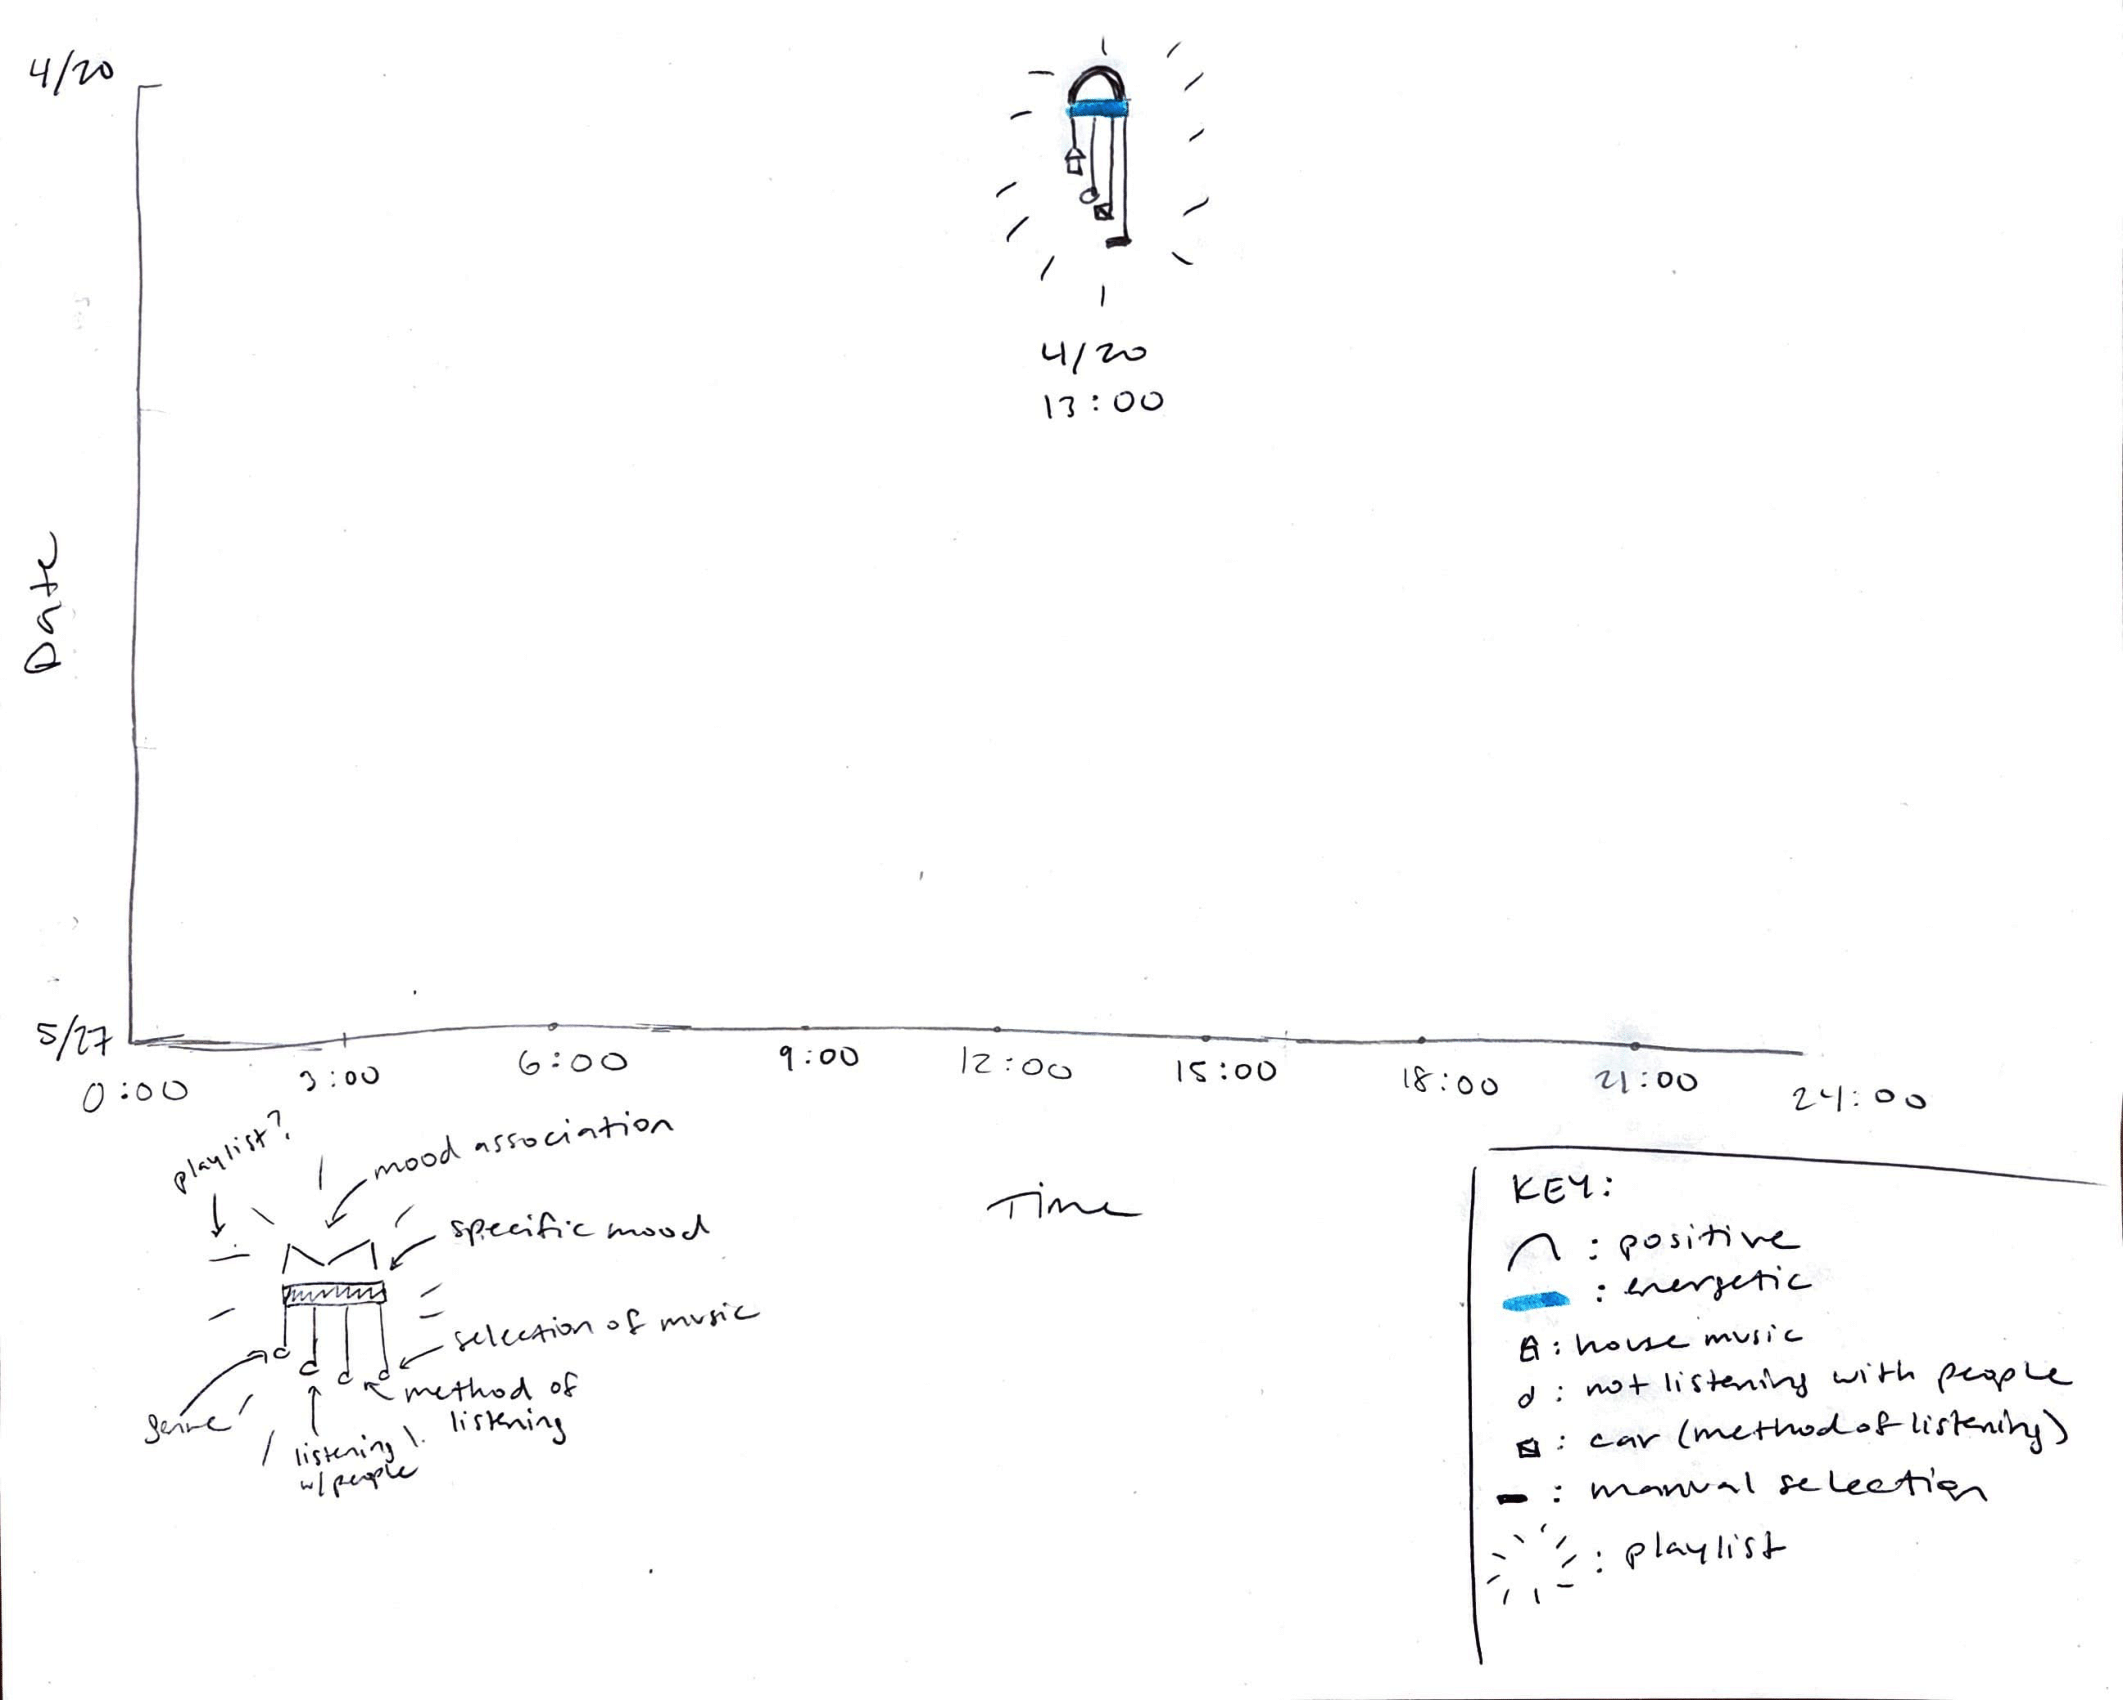 4/20
4/20
13:00
Date
5/27
0:00
3:00
6:00
9:00
12:00
15:00
18:00
21:00
24:00
Time
playlist?
mood association
specific mood
selection of music
method of
listening
genre
listening
w/people
KEY:
: positive
: energetic
: house music
: not listening with people
: car (method of listening)
: manual selection
: playlist